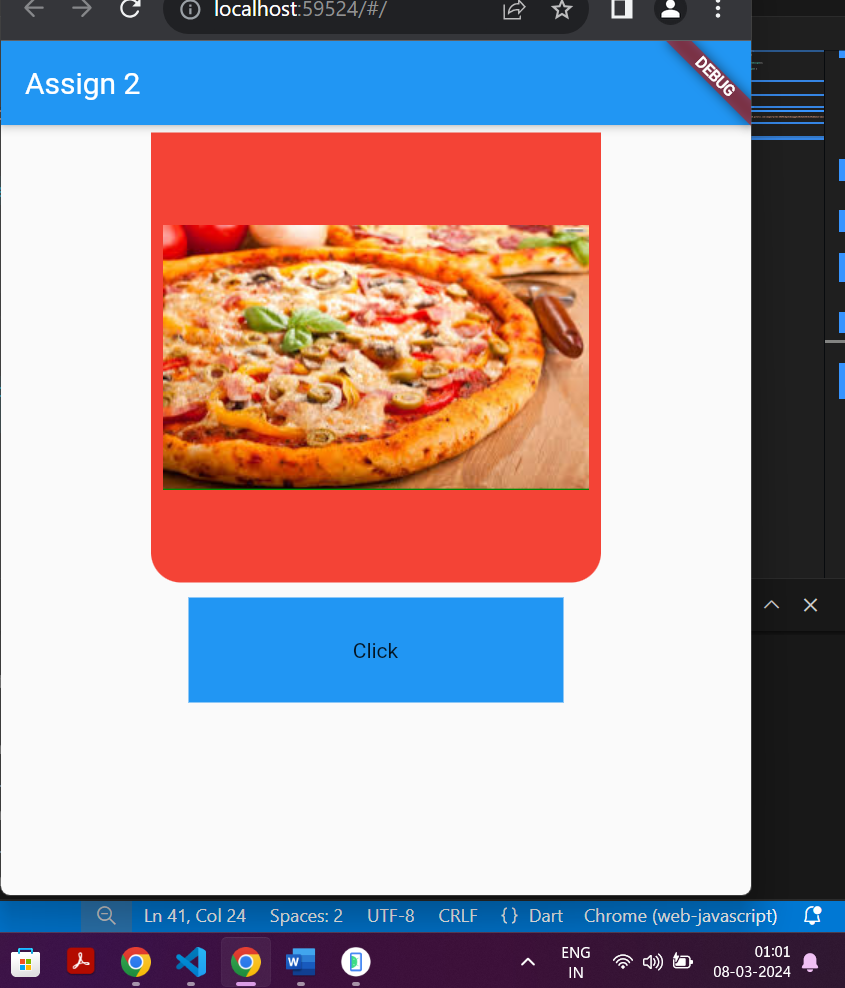 localhost:59524/#/
Assign 2
DEBUG
Click
Ln 41, Col 24 Spaces: 2 UTF-8 CRLF {} Dart Chrome (web-javascript)
W
ENG
IN
01:01
08-03-2024